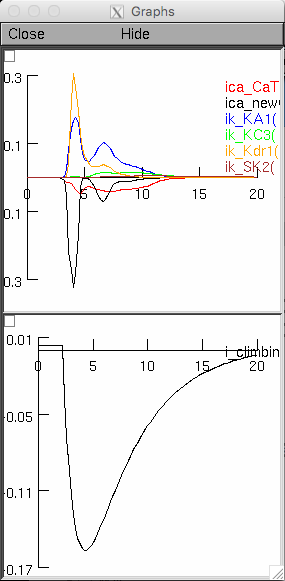 Graphs
Close Hide
0.3
ica_CaT
ica_new
ik_KA1(
0.1
ik_KC3(
ik_Kdr1(
ik_SK2(
0 5 10 15 20
0.1
0.3
0.01
i_climbin
0 5 10 15 20
-0.05
-0.11
-0.17